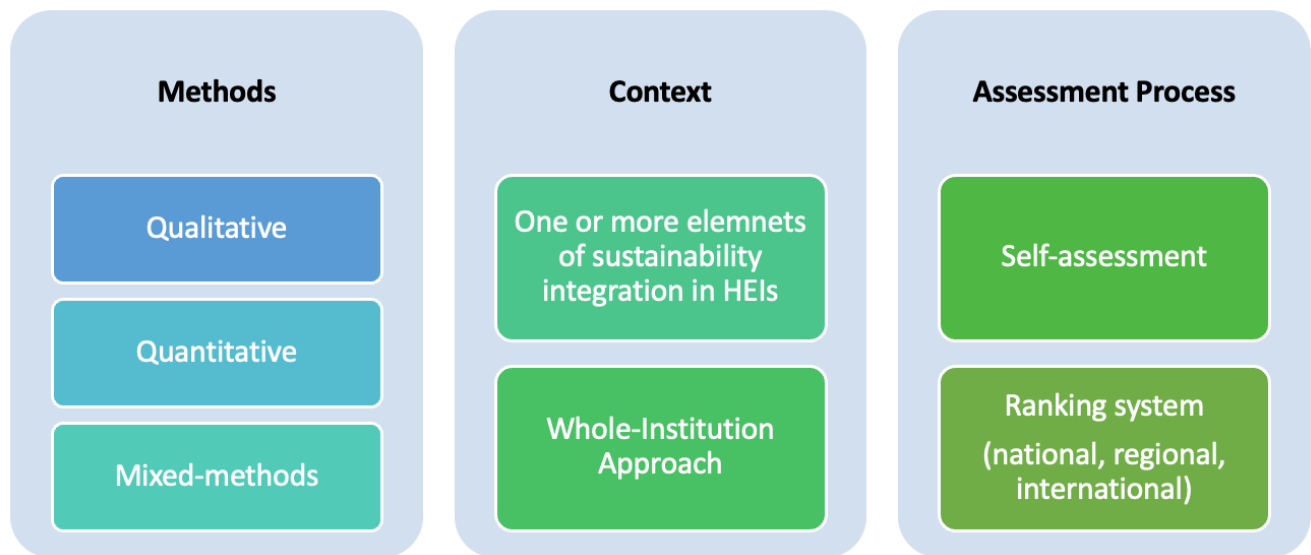 Methods
Qualitative
Quantitative
Mixed-methods
Context
One or more elemnets
of sustainability
integration in HEIs
Whole-Institution
Approach
Assessment Process
Self-assessment
Ranking system
(national, regional,
international)